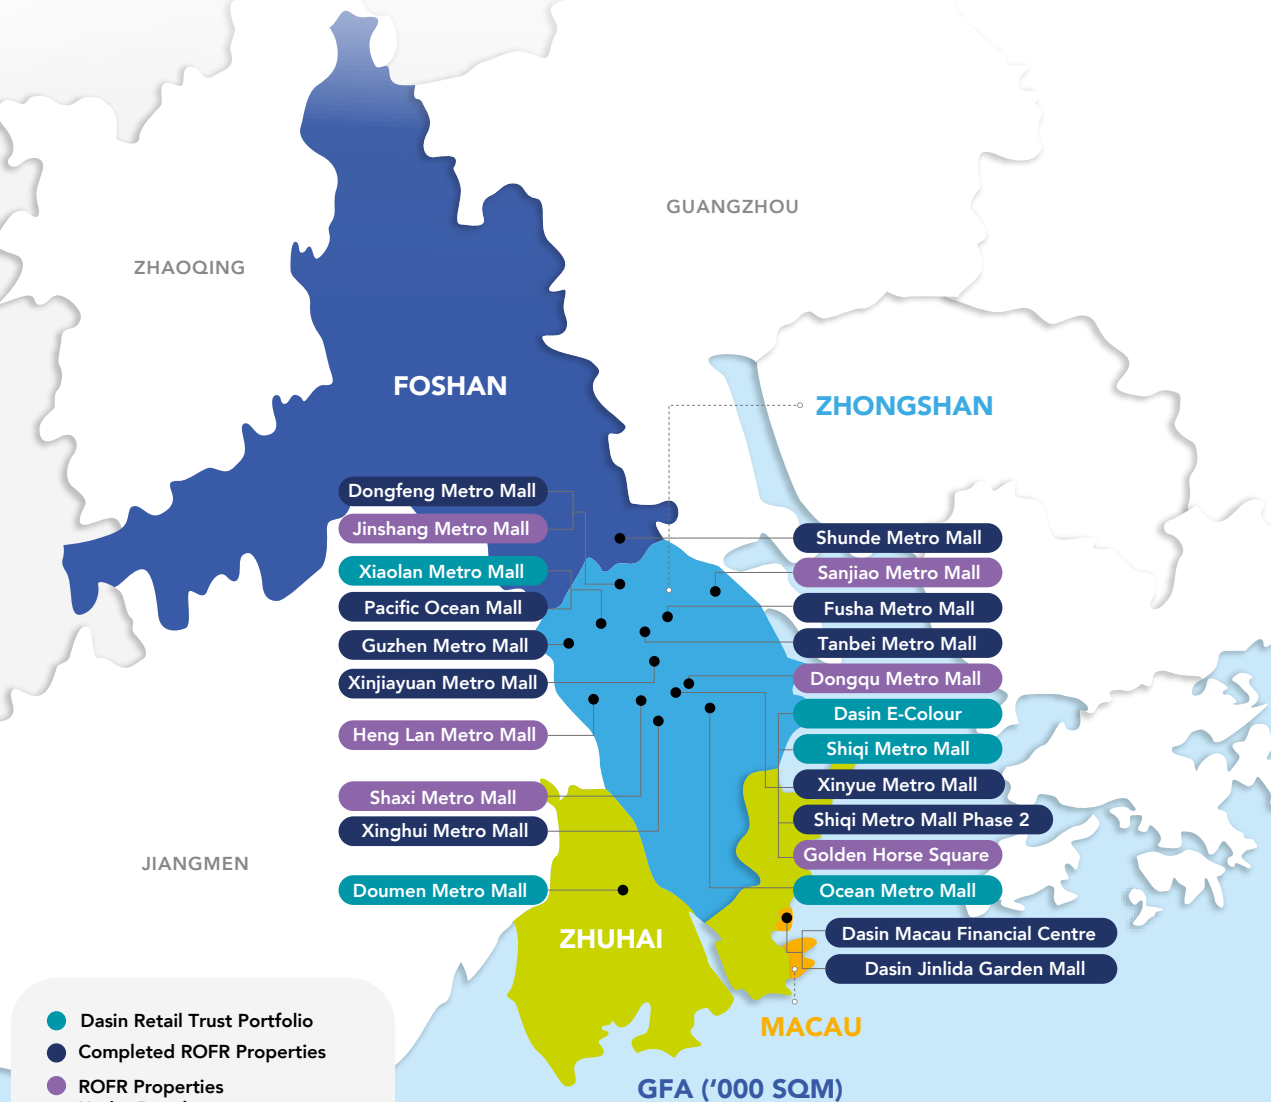 GUANGZHOU
ZHAOQING
FOSHAN
ZHONGSHAN
Dongfeng Metro Mall
Jinshang Metro Mall
Xiaolan Metro Mall
Pacific Ocean Mall
Guzhen Metro Mall
Xinjiayuan Metro Mall
Heng Lan Metro Mall
Shaxi Metro Mall
Xinghui Metro Mall
Doumen Metro Mall
Shunde Metro Mall
Sanjiao Metro Mall
Fusha Metro Mall
Tanbei Metro Mall
Dongqu Metro Mall
Dasin E-Colour
Shiqi Metro Mall
Xinyue Metro Mall
Shiqi Metro Mall Phase 2
Golden Horse Square
Ocean Metro Mall
Dasin Macau Financial Centre
Dasin Jinlida Garden Mall
JIANGMEN
ZHUHAI
MACAU
Dasin Retail Trust Portfolio
Completed ROFR Properties
ROFR Properties
GFA ('000 SQM)